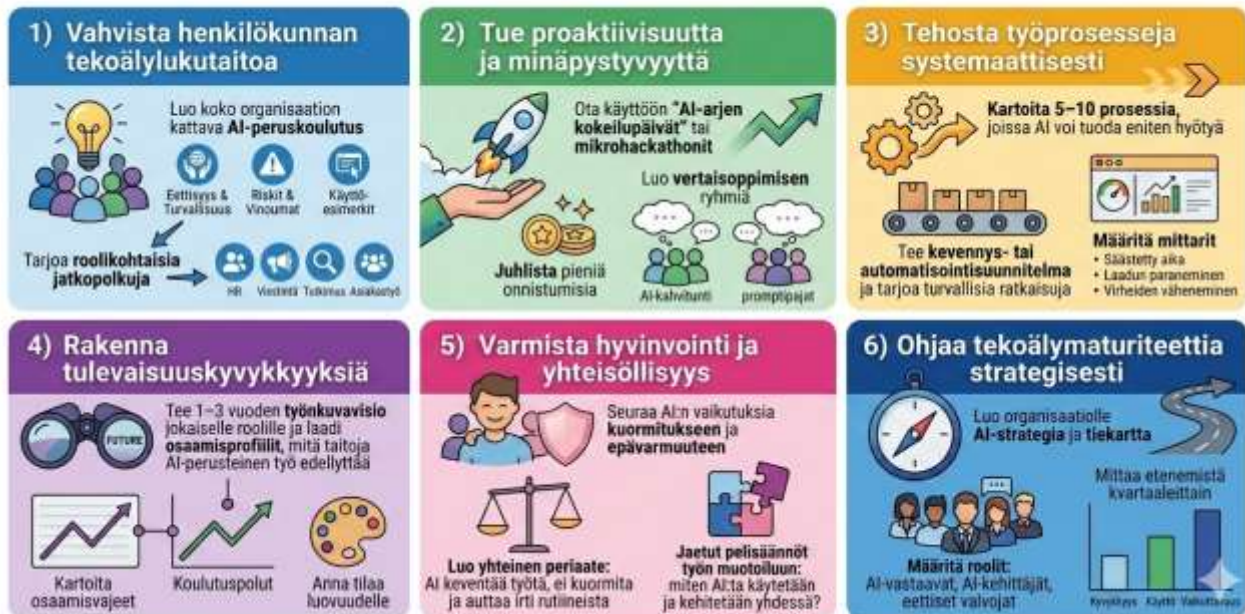 1) Vahvista henkilökunnan
tekoälylukutaitoa
Luo koko organisaation
kattava AI-peruskoulutus
Eettisyys &
Turvallisuus
Riskit &
Vinoumat
Käyttö-
esimerkit
Tarjoa roolikohtaisia
jatkopolkuja
HR
Viestintä
Tutkimus
Asiakastyö
2) Tue proaktiivisuutta
ja minäpystyvyyttä
Ota käyttöön "AI-arjen
kokeilupäivät" tai
mikrohackathonit
Luo vertaisoppimisen
ryhmiä
Juhlista pieniä
onnistumisia
AI-kahvitunti
promptipajat
3) Tehosta työprosesseja
systemaattisesti
Kartoita 5–10 prosessia,
joissa AI voi tuoda eniten hyötyä
Tee kevennys- tai
automatisointisuunnitelma
ja tarjoa turvallisia ratkaisuja
Määritä mittarit
• Säästetty aika
• Laadun paraneminen
• Virheiden väheneminen
4) Rakenna
tulevaisuuskyvykkyyksiä
FUTURE
Tee 1–3 vuoden työnkuvavisio
jokaiselle roolille ja laadi
osaamisprofiilit, mitä taitoja
AI-perusteinen työ edellyttää
Kartoita
osaamisvajeet
Koulutuspolut
Anna tilaa
luovuudelle
5) Varmista hyvinvointi ja
yhteisöllisyys
Seuraa AI:n vaikutuksia
kuormitukseen ja
epävarmuuteen
Luo yhteinen periaate:
AI keventää työtä, ei kuormita
ja auttaa irti rutiineista
Jaetut pelisäännöt
työn muotoiluun:
miten AI:ta käytetään
ja kehitetään yhdessä?
6) Ohjaa tekoälymaturiteettia
strategisesti
Luo organisaatiolle
AI-strategia ja tiekartta
Mittaa etenemistä
kvartaaleittain
Määritä roolit:
AI-vastaavat, AI-kehittäjät,
eettiset valvojat
Kyvykkyys
Käyttö
Vaikuttavuus